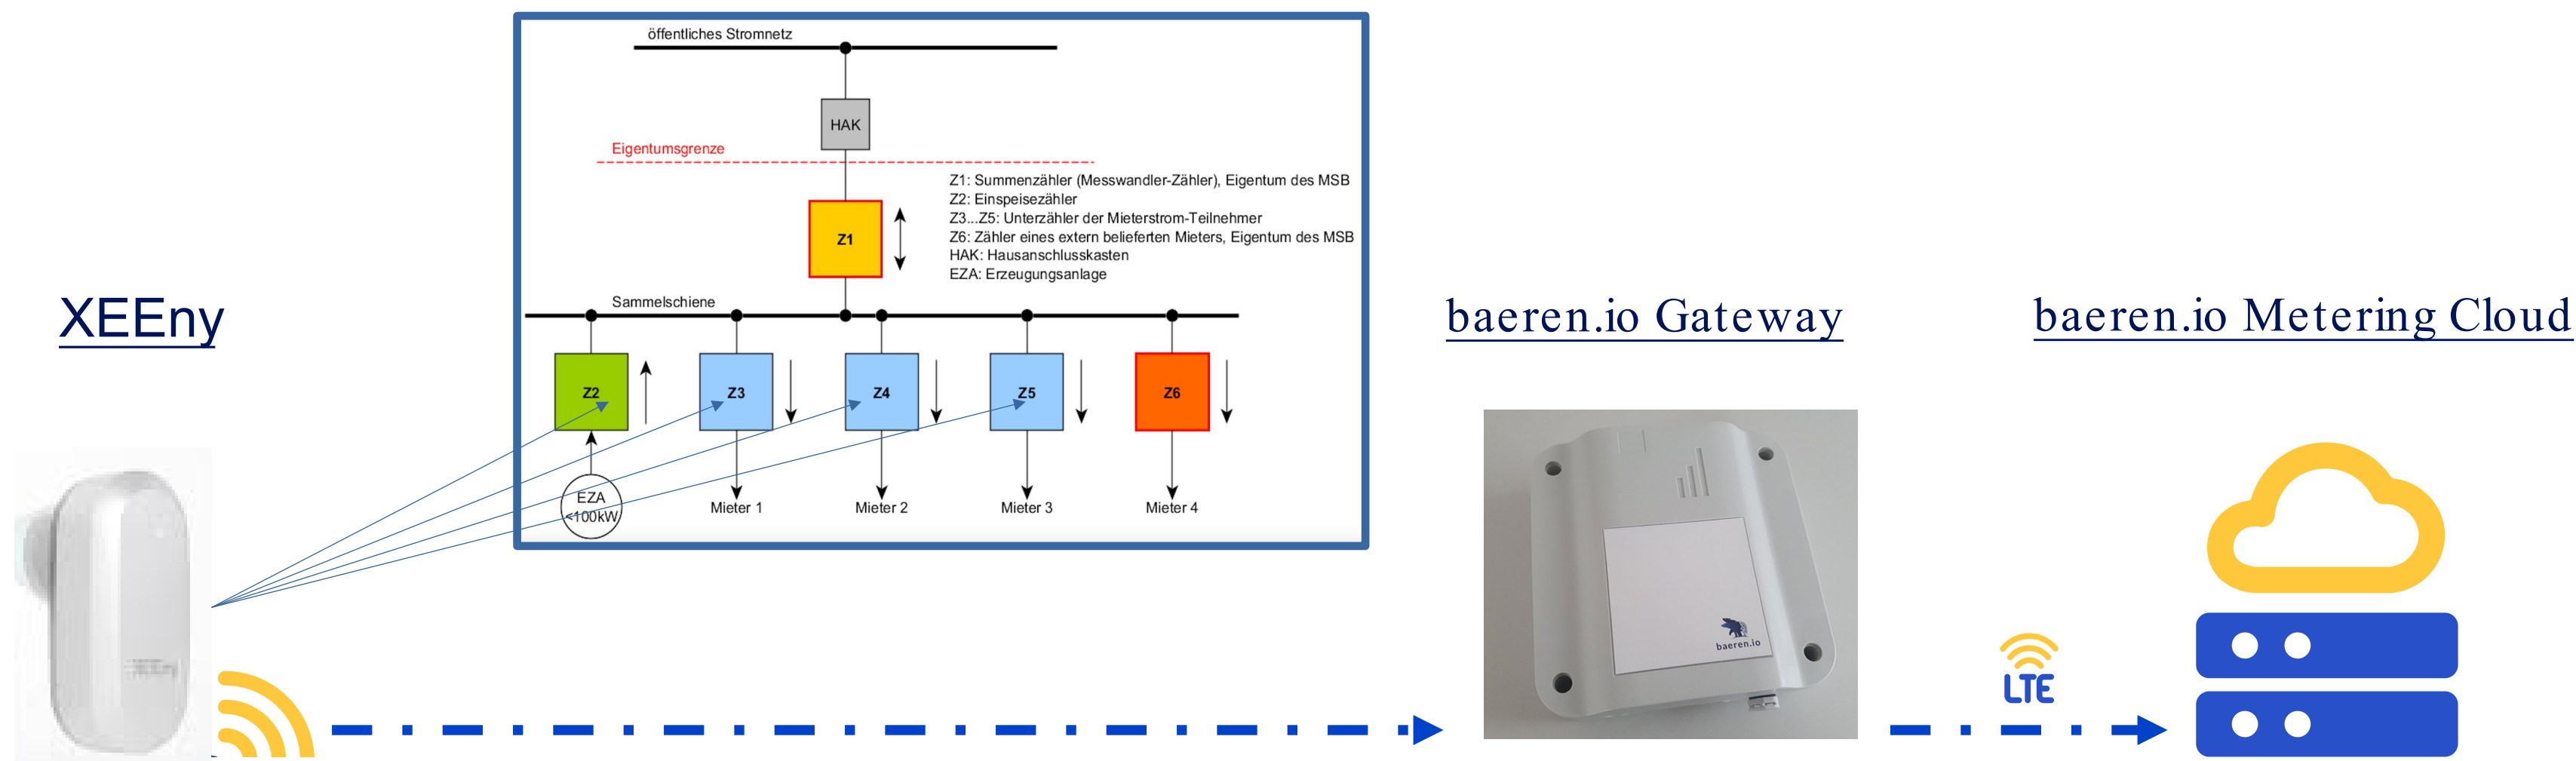 öffentliches Stromnetz
HAK
Eigentumsgrenze
Z1: Summenzähler (Messwandler-Zähler), Eigentum des MSB
Z2: Einspeisezähler
Z3...Z5: Unterzähler der Mieterstrom-Teilnehmer
Z6: Zähler eines extern belieferten Mieters, Eigentum des MSB
HAK: Hausanschlusskasten
EZA: Erzeugungsanlage
Z1
Sammelschiene
XEEny
baeren.io Gateway
baeren.io Metering Cloud
Z2
Z3
Z4
Z5
Z6
EZA
<100kW
Mieter 1
Mieter 2
Mieter 3
Mieter 4
baeren.io
LTE